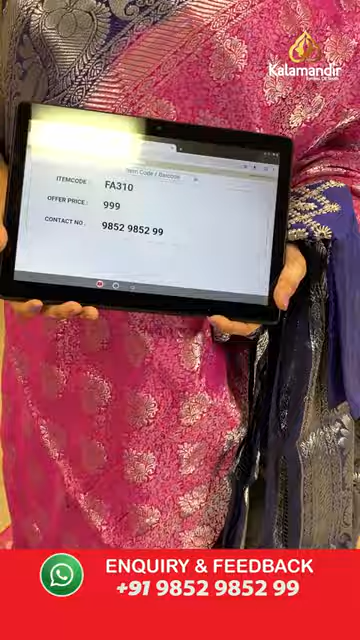 Kalamandir
Item Code / Barcode
ITEMCODE : FA310
OFFER PRICE : 999
CONTACT NO : 9852 9852 99
ENQUIRY & FEEDBACK
+91 9852 9852 99